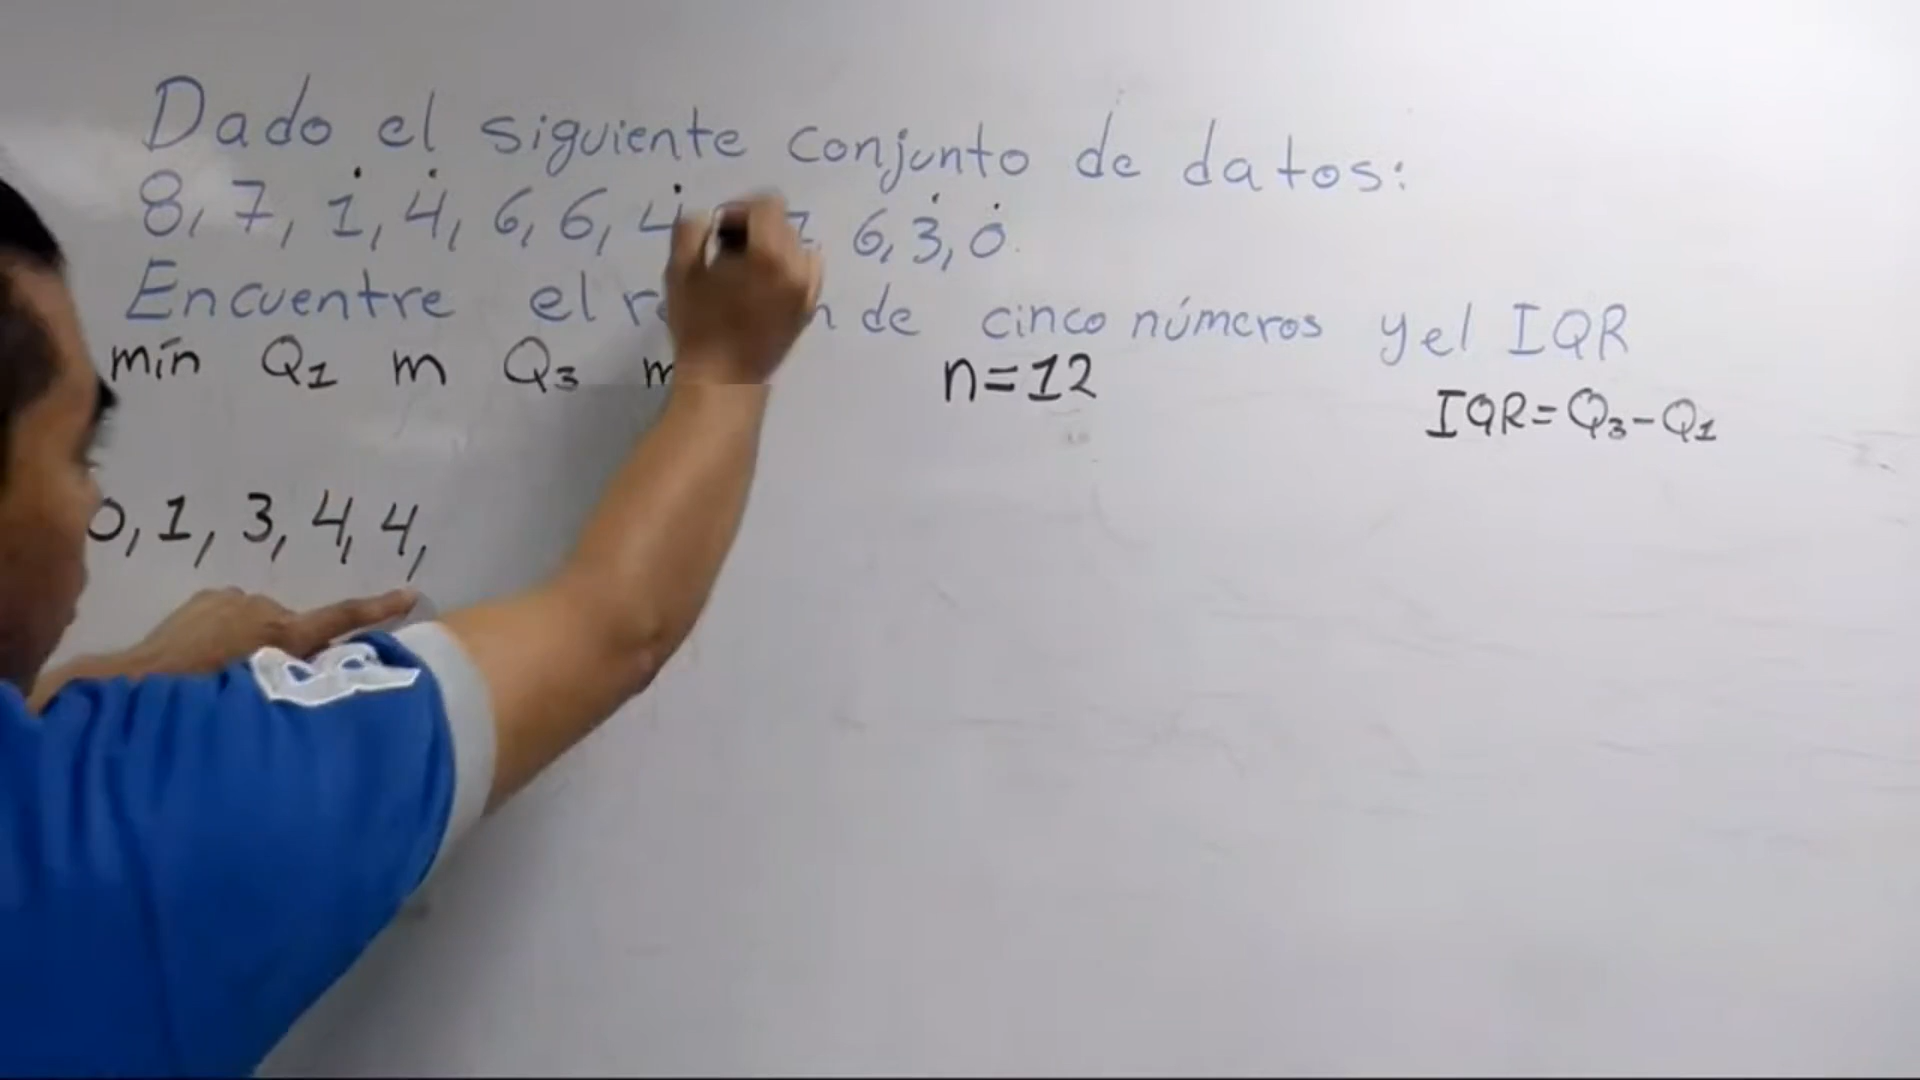 Dado el siguiente conjunto de datos:
8, 7, 1, 4, 6, 6, 4, 6, 3, 0.
Encuentre el de cinco números y el IQR
mín Q1 m Q3 n=12
IQR=Q3-Q1
0, 1, 3, 4, 4,